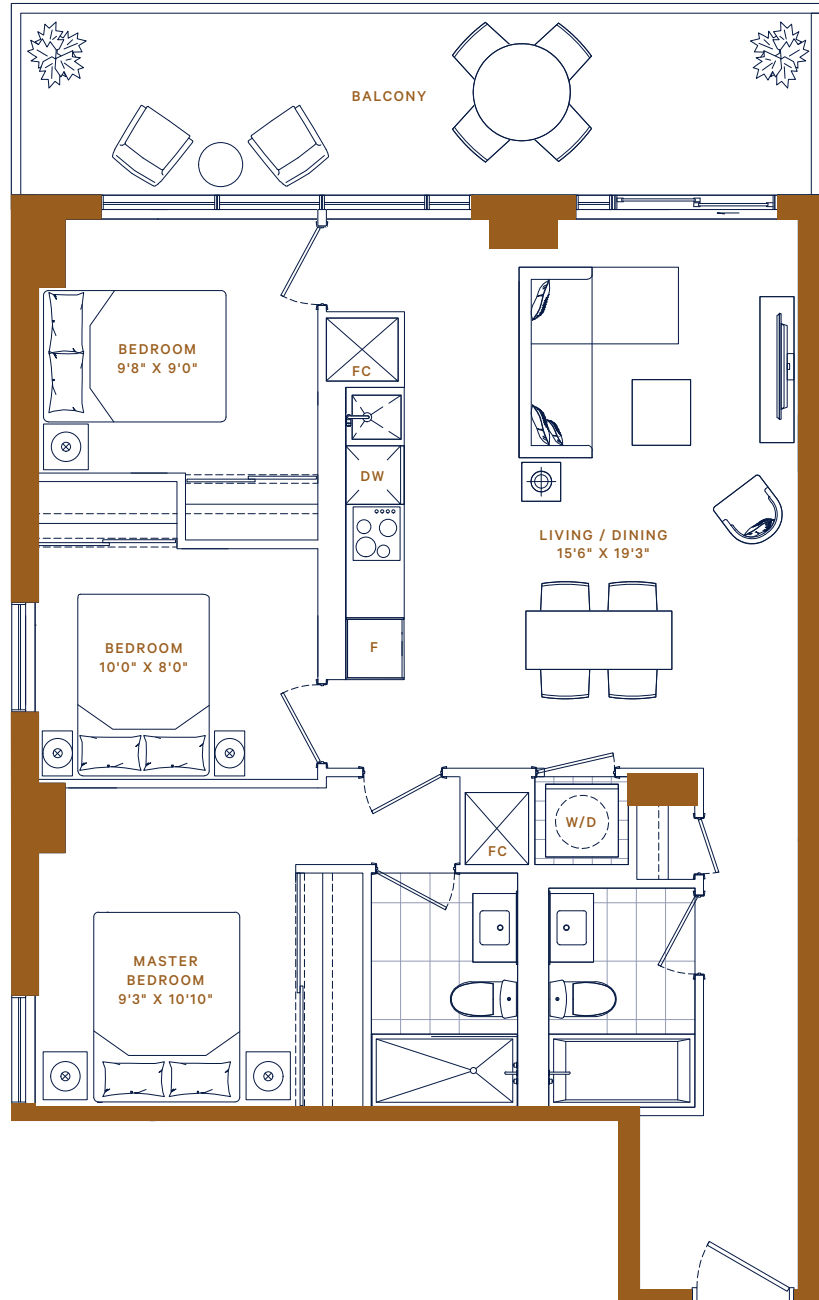 BALCONY
BEDROOM
9'8" X 9'0"
FC
DW
LIVING / DINING
15'6" X 19'3"
BEDROOM
10'0" X 8'0"
F
W/D
FC
MASTER
BEDROOM
9'3" X 10'10"